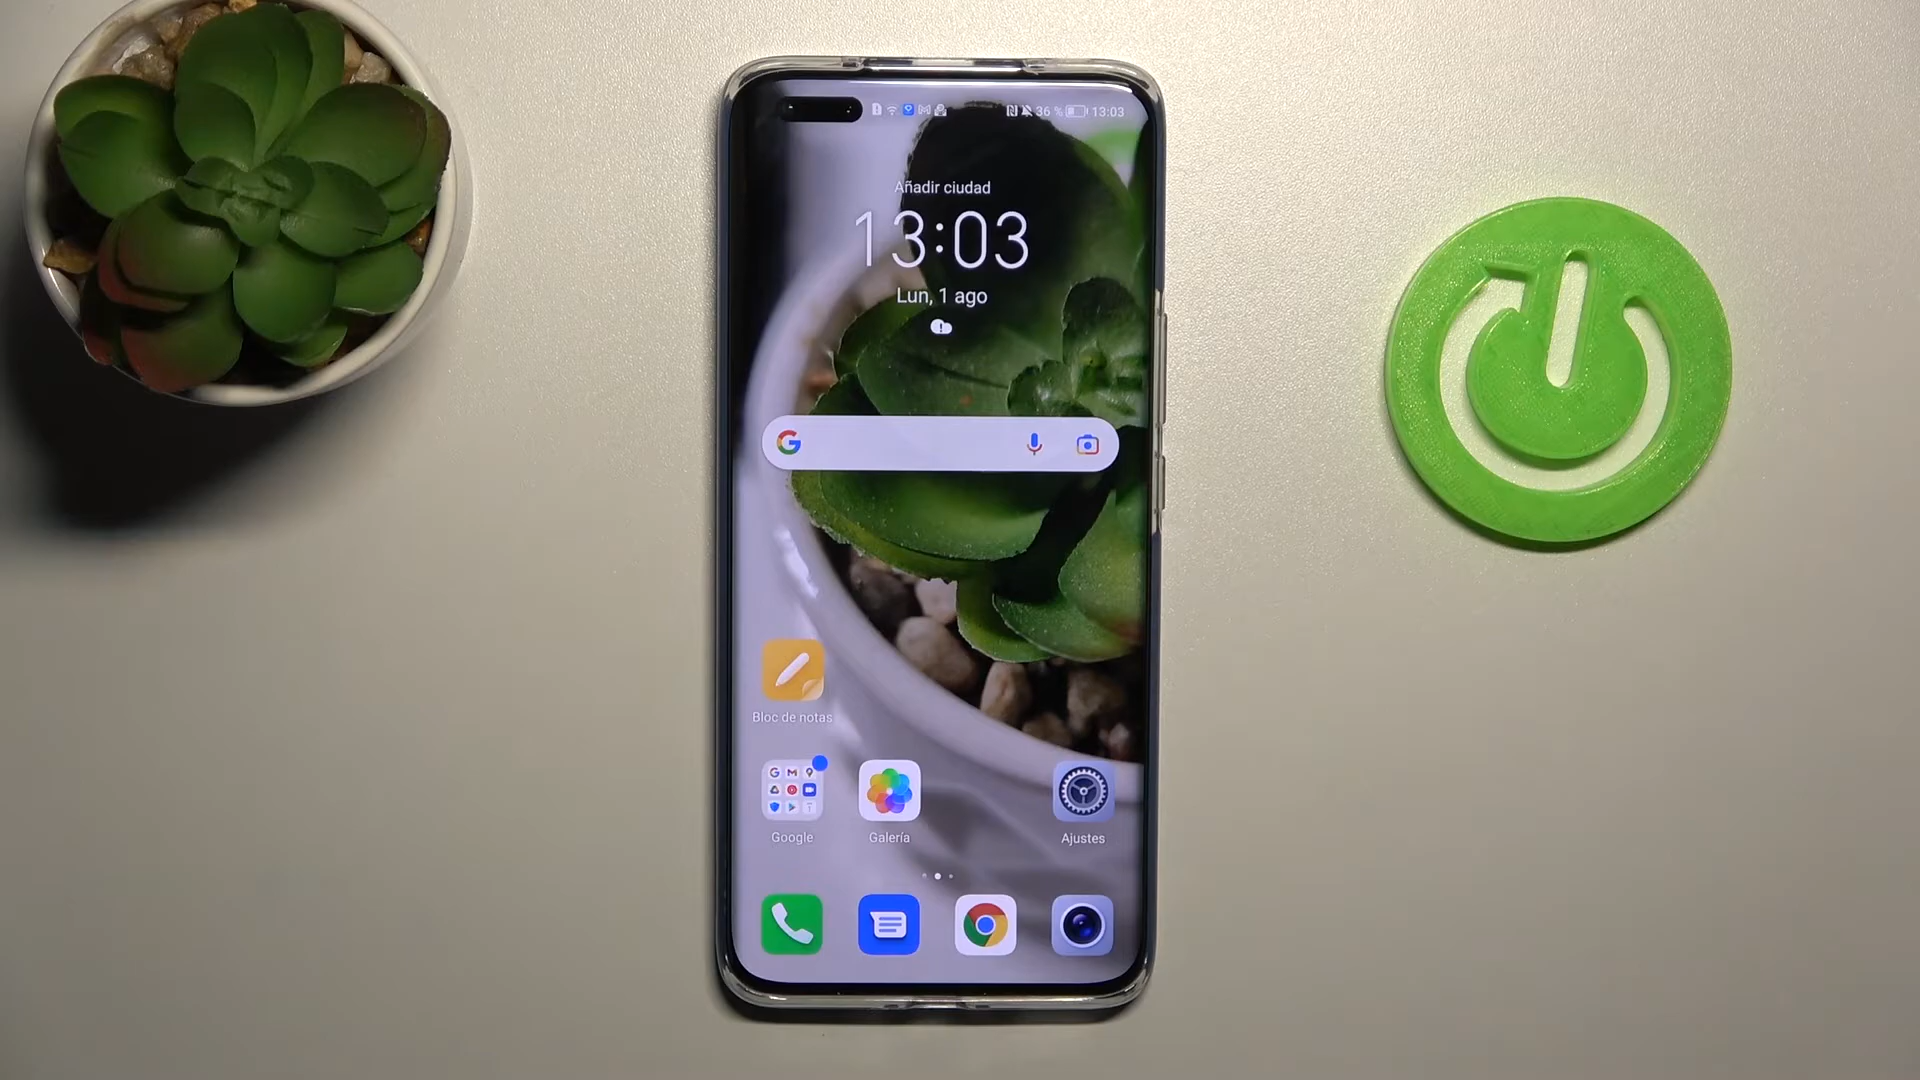 36 % 13:03
Añadir ciudad
13:03
Lun, 1 ago
Bloc de notas
Google
Galería
Ajustes